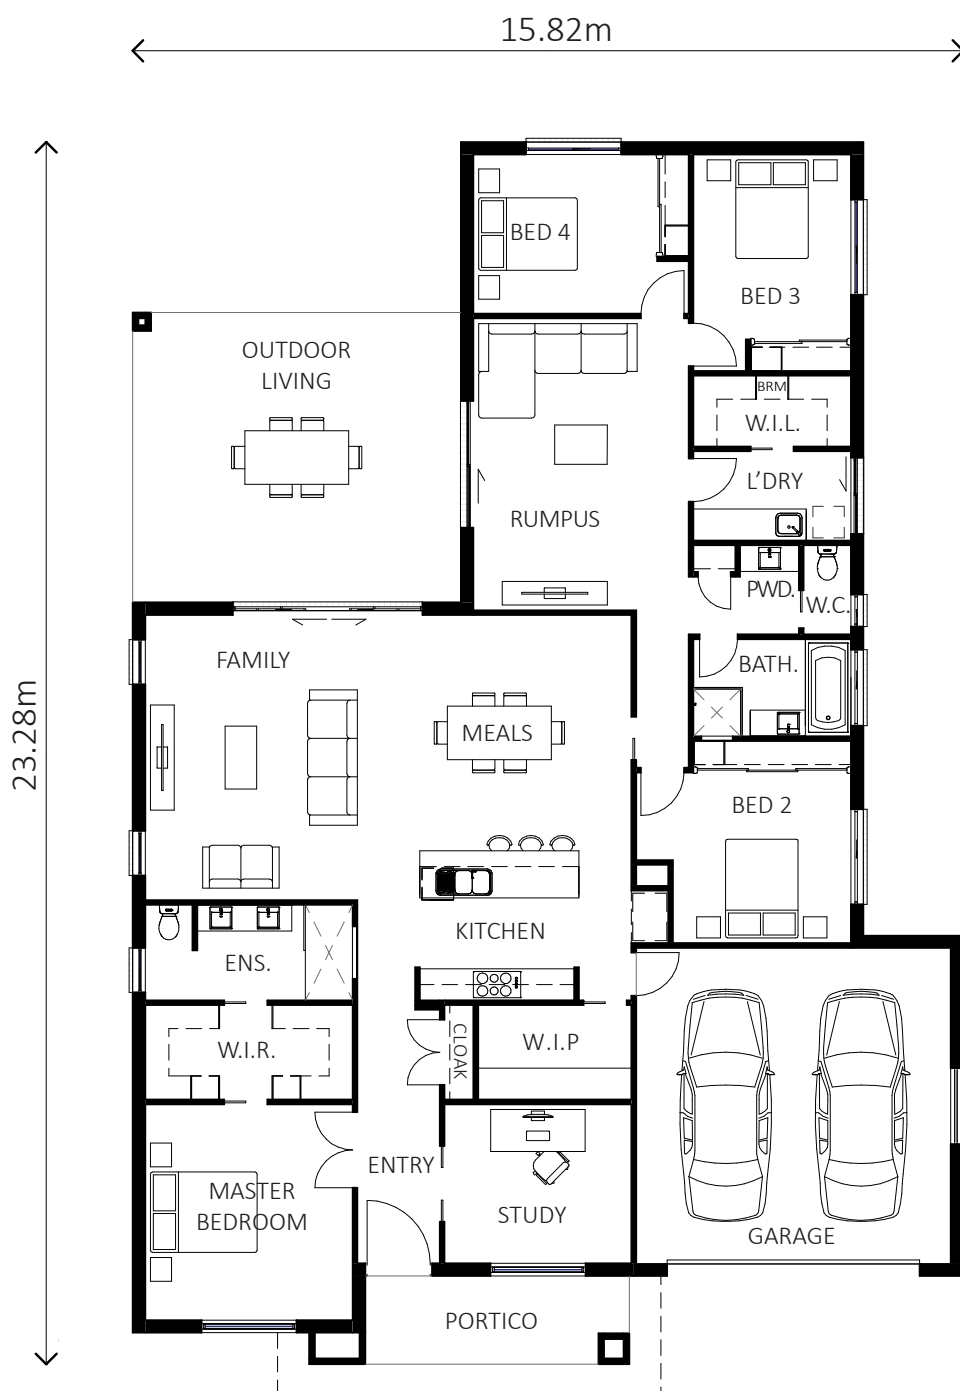 15.82m
23.28m
BED 4
BED 3
OUTDOOR
LIVING
BRM
W.I.L.
L'DRY
RUMPUS
PWD.
W.C.
FAMILY
BATH.
MEALS
BED 2
KITCHEN
ENS.
W.I.R.
CLOAK
W.I.P
ENTRY
MASTER
BEDROOM
STUDY
GARAGE
PORTICO